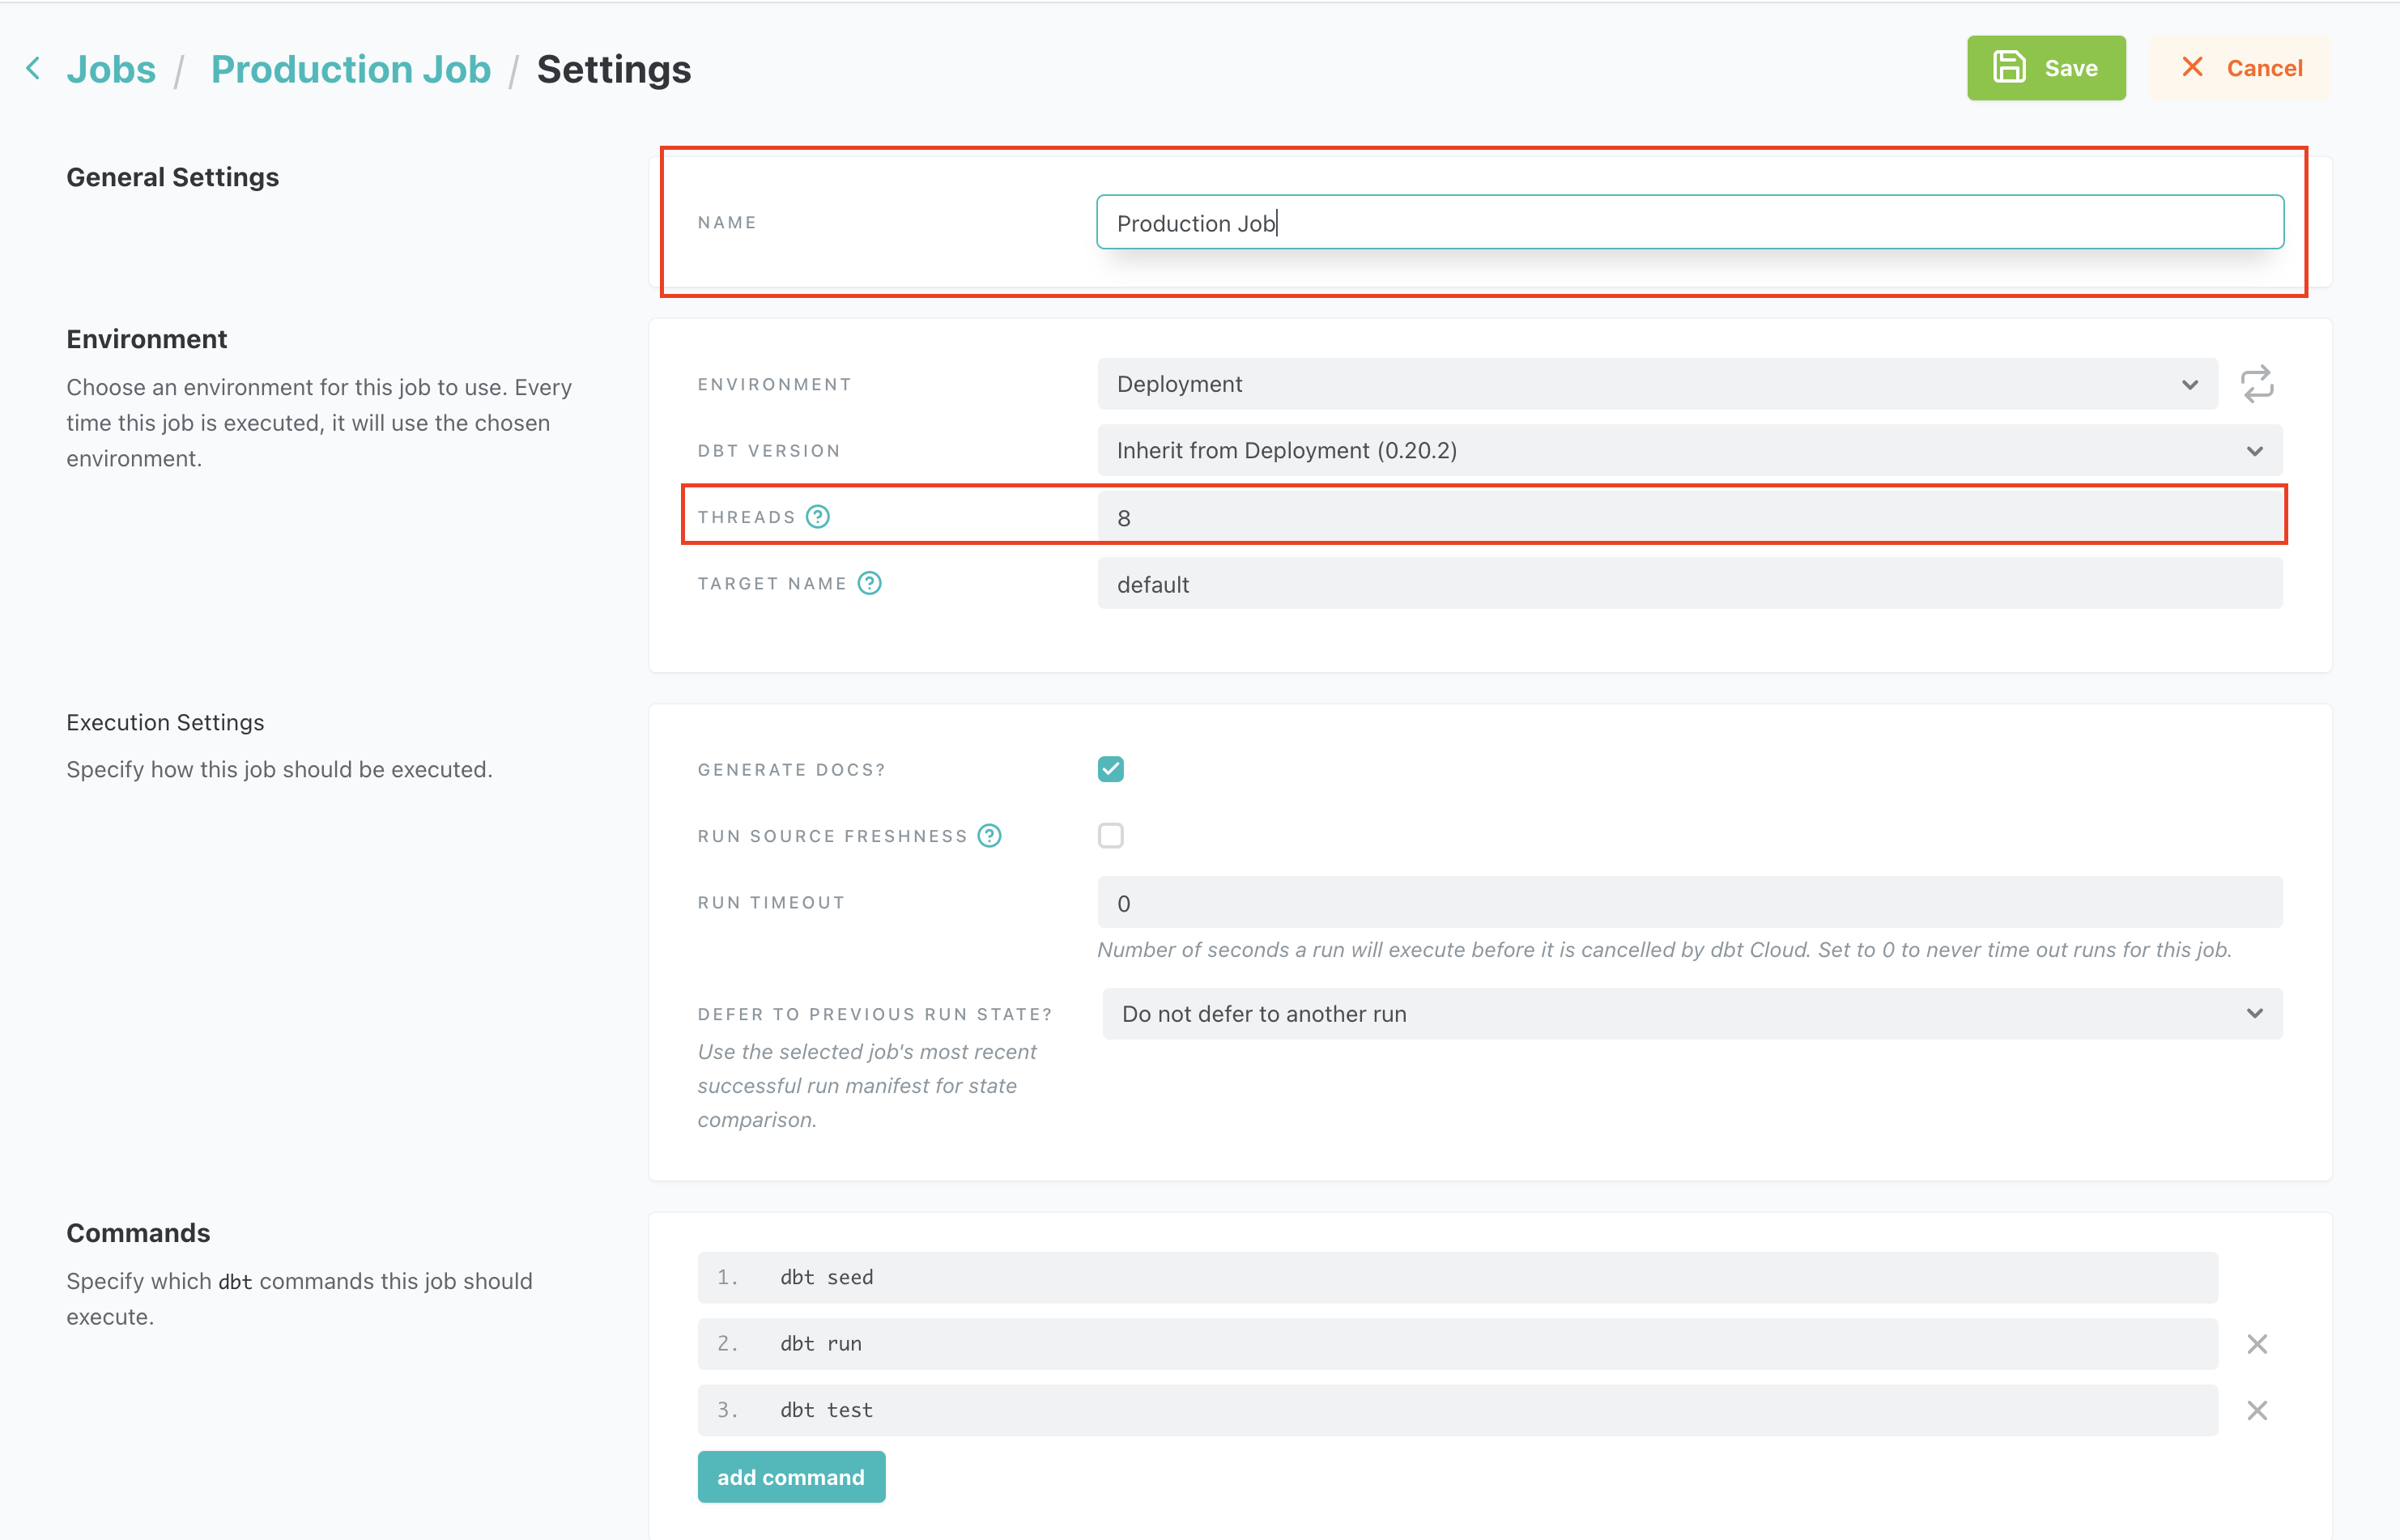 Jobs / Production Job / Settings
Save
Cancel
General Settings
NAME
Production Job
Environment
Choose an environment for this job to use. Every
time this job is executed, it will use the chosen
environment.
ENVIRONMENT
Deployment
DBT VERSION
Inherit from Deployment (0.20.2)
THREADS ?
8
TARGET NAME ?
default
Execution Settings
Specify how this job should be executed.
GENERATE DOCS?
RUN SOURCE FRESHNESS ?
RUN TIMEOUT
0
Number of seconds a run will execute before it is cancelled by dbt Cloud. Set to 0 to never time out runs for this job.
DEFER TO PREVIOUS RUN STATE?
Do not defer to another run
Use the selected job's most recent
successful run manifest for state
comparison.
Commands
Specify which dbt commands this job should
execute.
1. dbt seed
2. dbt run
3. dbt test
add command